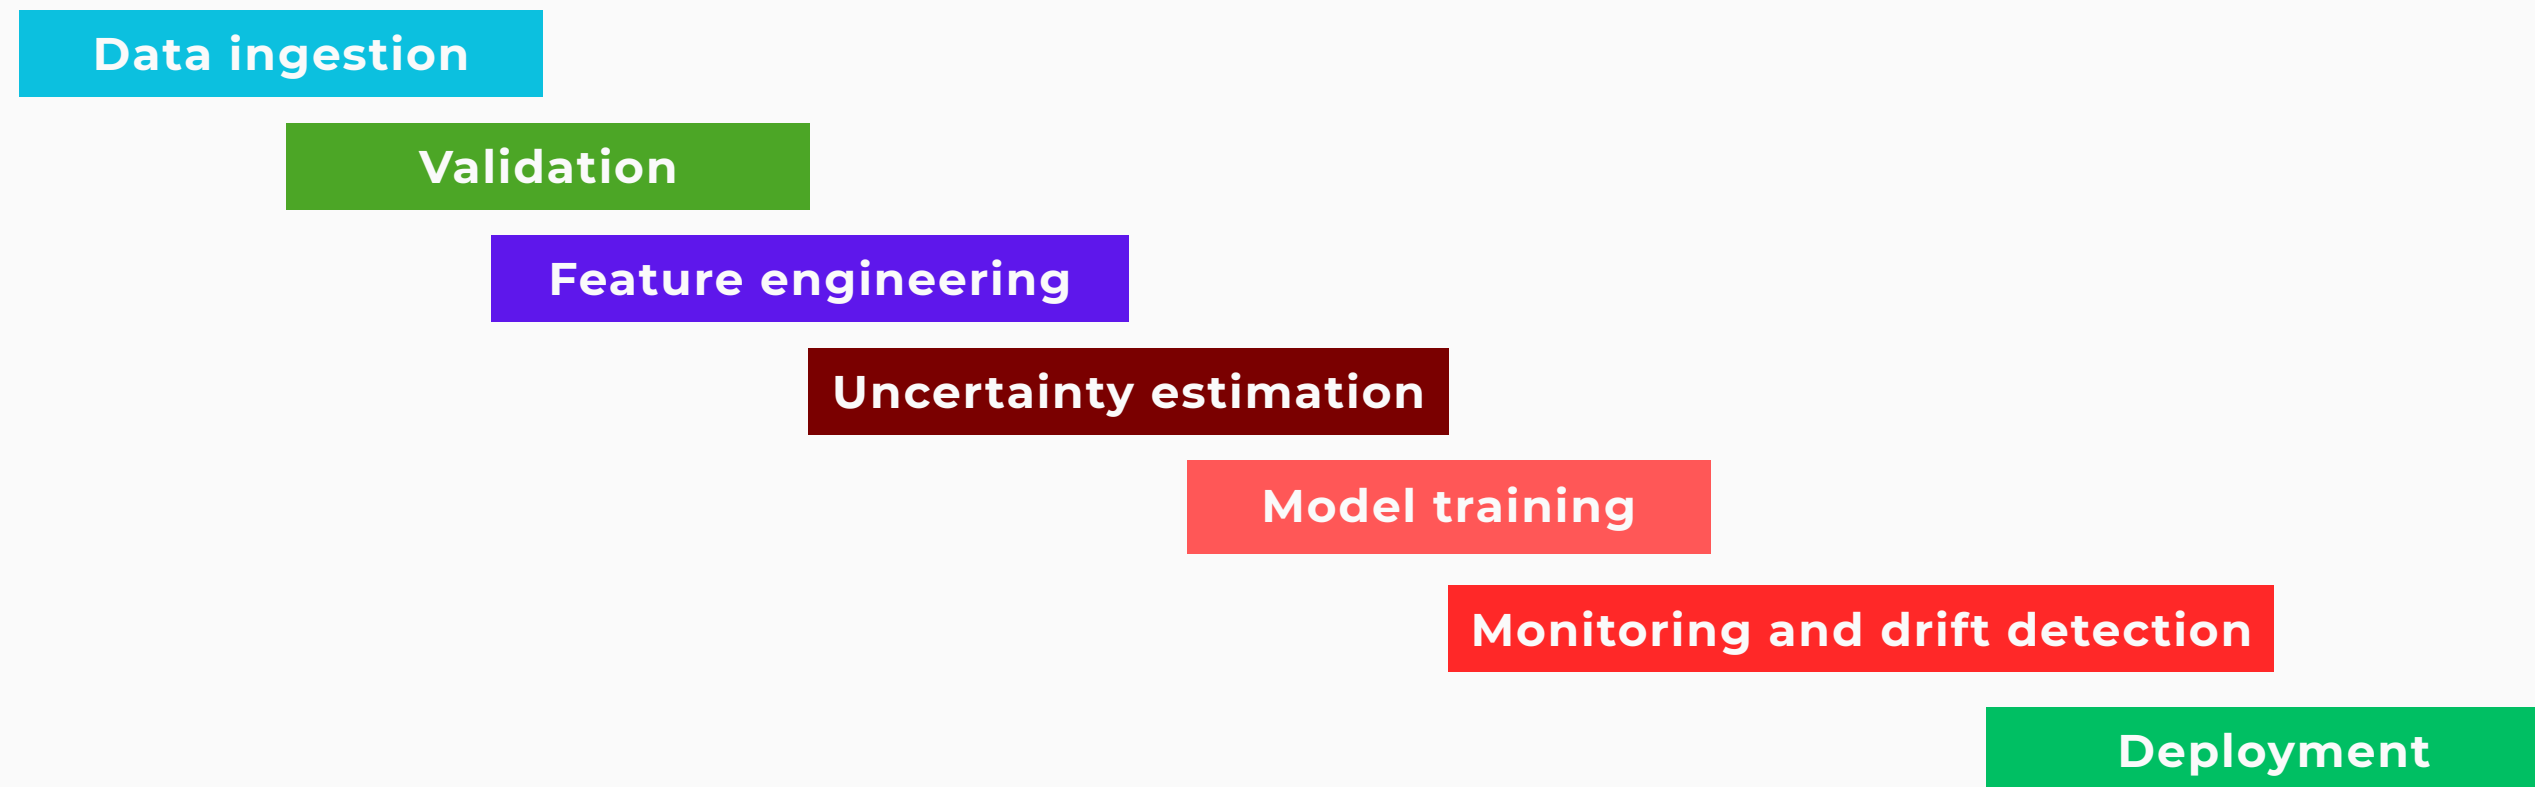 Data ingestion
Validation
Feature engineering
Uncertainty estimation
Model training
Monitoring and drift detection
Deployment